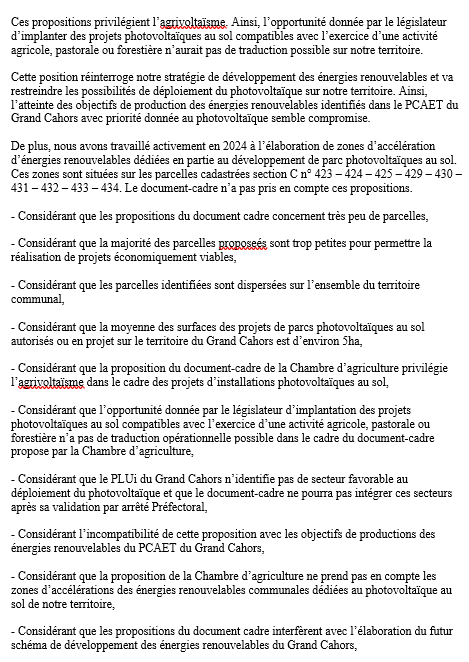 Ces propositions privilégient l'agrivoltaïsme. Ainsi, l'opportunité donnée par le législateur
d'implanter des projets photovoltaïques au sol compatibles avec l'exercice d'une activité
agricole, pastorale ou forestière n'aurait pas de traduction possible sur notre territoire.
Cette position réinterroge notre stratégie de développement des énergies renouvelables et va
restreindre les possibilités de déploiement du photovoltaïque sur notre territoire. Ainsi,
l'atteinte des objectifs de production des énergies renouvelables identifiés dans le PCAET du
Grand Cahors avec priorité donnée au photovoltaïque semble compromise.
De plus, nous avons travaillé activement en 2024 à l'élaboration de zones d'accélération
d'énergies renouvelables dédiées en partie au développement de parc photovoltaïques au sol.
Ces zones sont situées sur les parcelles cadastrées section C n° 423 – 424 – 425 – 429 – 430 –
431 – 432 – 433 – 434. Le document-cadre n'a pas pris en compte ces propositions.
- Considérant que les propositions du document cadre concernent très peu de parcelles,
- Considérant que la majorité des parcelles proposeés sont trop petites pour permettre la
réalisation de projets économiquement viables,
- Considérant que les parcelles identifiées sont dispersées sur l'ensemble du territoire
communal,
- Considérant que la moyenne des surfaces des projets de parcs photovoltaïques au sol
autorisés ou en projet sur le territoire du Grand Cahors est d'environ 5ha,
- Considérant que la proposition du document-cadre de la Chambre d'agriculture privilégie
l'agrivoltaïsme dans le cadre des projets d'installations photovoltaïques au sol,
- Considérant que l'opportunité donnée par le législateur d'implantation des projets
photovoltaïques au sol compatibles avec l'exercice d'une activité agricole, pastorale ou
forestière n'a pas de traduction opérationnelle possible dans le cadre du document-cadre
propose par la Chambre d'agriculture,
- Considérant que le PLUi du Grand Cahors n'identifie pas de secteur favorable au
déploiement du photovoltaïque et que le document-cadre ne pourra pas intégrer ces secteurs
après sa validation par arrêté Préfectoral,
- Considérant l'incompatibilité de cette proposition avec les objectifs de productions des
énergies renouvelables du PCAET du Grand Cahors,
- Considérant que la proposition de la Chambre d'agriculture ne prend pas en compte les
zones d'accélérations des énergies renouvelables communales dédiées au photovoltaïque au
sol de notre territoire,
- Considérant que les propositions du document cadre interfèrent avec l'élaboration du futur
schéma de développement des énergies renouvelables du Grand Cahors,